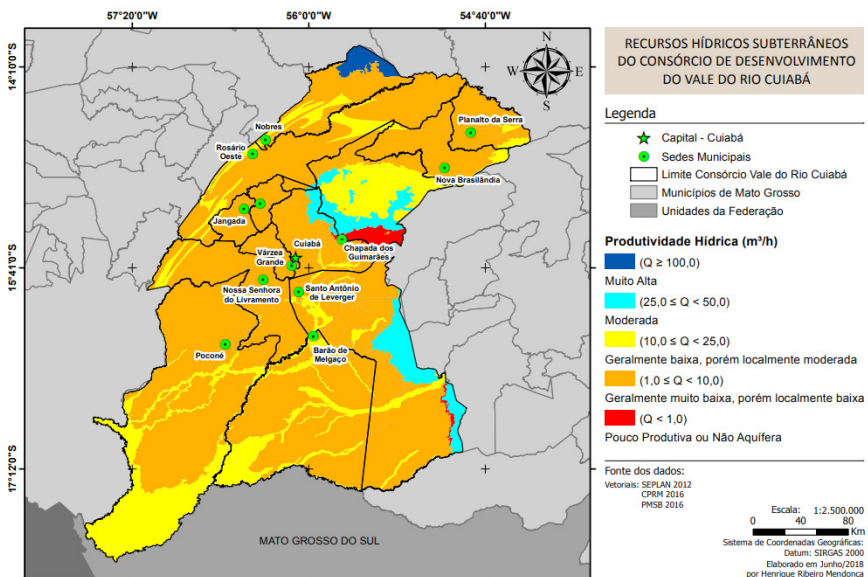 57°20'0"W
56°0'0"W
54°40'0"W
14°10'0"S
15°41'0"S
17°12'0"S
N
W
E
S
Planalto da Serra
Nobres
Rosário
Oeste
Nova Brasilândia
Jangada
Cuiabá
Várzea
Grande
Chapada dos
Guimarães
Nossa Senhora
do Livramento
Santo Antônio
de Leverger
Poconé
Barão de
Melgaço
MATO GROSSO DO SUL
RECURSOS HÍDRICOS SUBTERRÂNEOS
DO CONSÓRCIO DE DESENVOLVIMENTO
DO VALE DO RIO CUIABÁ
Legenda
Capital - Cuiabá
Sedes Municipais
Limite Consórcio Vale do Rio Cuiabá
Municípios de Mato Grosso
Unidades da Federação
Produtividade Hídrica (m³/h)
(Q ≥ 100,0)
Muito Alta
(25,0 ≤ Q < 50,0)
Moderada
(10,0 ≤ Q < 25,0)
Geralmente baixa, porém localmente moderada
(1,0 ≤ Q < 10,0)
Geralmente muito baixa, porém localmente baixa
(Q < 1,0)
Pouco Produtiva ou Não Aquífera
Fonte dos dados:
Vetoriais: SEPLAN 2012
CPRM 2016
PMSB 2016
Escala: 1:2.500.000
0 40 80
Km
Sistema de Coordenadas Geográficas:
Datum: SIRGAS 2000
Elaborado em Junho/2018
por Henrique Ribeiro Mendonça